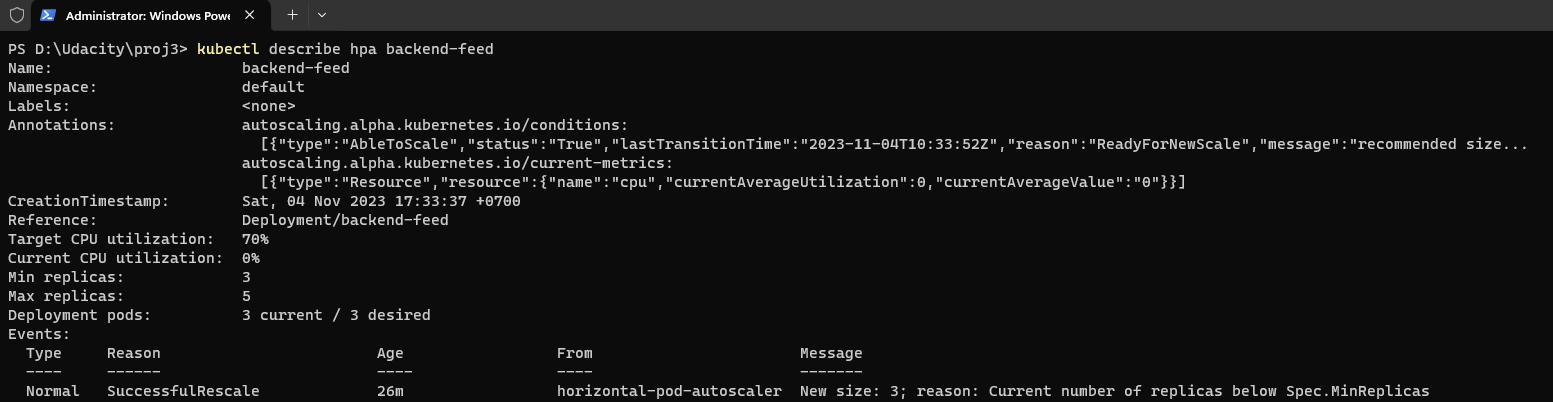 Administrator: Windows Powe
PS D:\Udacity\proj3> kubectl describe hpa backend-feed
Name:                     backend-feed
Namespace:                default
Labels:                   <none>
Annotations:              autoscaling.alpha.kubernetes.io/conditions:
                            [{"type":"AbleToScale","status":"True","lastTransitionTime":"2023-11-04T10:33:52Z","reason":"ReadyForNewScale","message":"recommended size...
                          autoscaling.alpha.kubernetes.io/current-metrics:
                            [{"type":"Resource","resource":{"name":"cpu","currentAverageUtilization":0,"currentAverageValue":"0"}}]
CreationTimestamp:        Sat, 04 Nov 2023 17:33:37 +0700
Reference:                Deployment/backend-feed
Target CPU utilization:   70%
Current CPU utilization:  0%
Min replicas:             3
Max replicas:             5
Deployment pods:          3 current / 3 desired
Events:
  Type     Reason                        Age                 From                       Message
  ----     ------                        ----                ----                       -------
  Normal   SuccessfulRescale             26m                 horizontal-pod-autoscaler  New size: 3; reason: Current number of replicas below Spec.MinReplicas